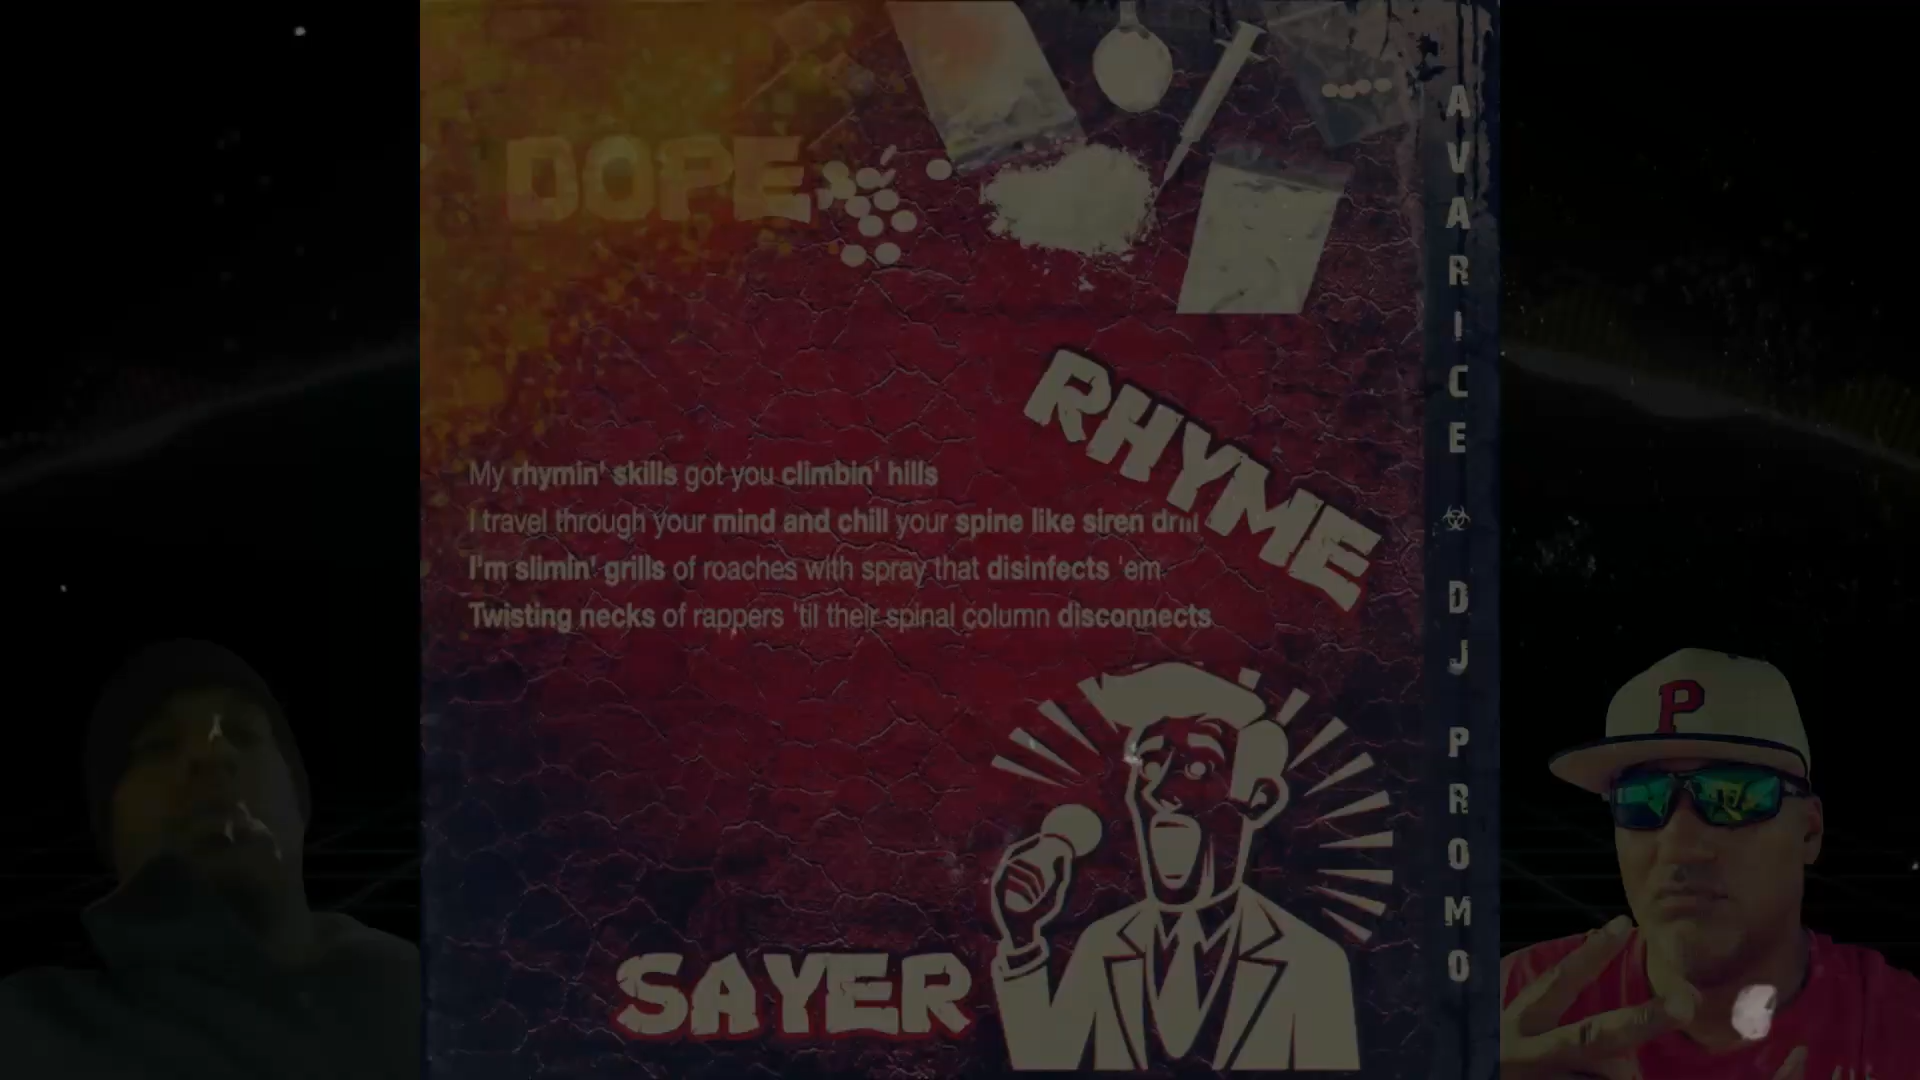 DOPE
RHYME
My rhymin' skills got you climbin' hills
I travel through your mind and chill your spine like siren drill
I'm slimin' grills of roaches with spray that disinfects 'em
Twisting necks of rappers 'til their spinal column disconnects
SAYER
AVARICE ☣ DJ PROMO
P